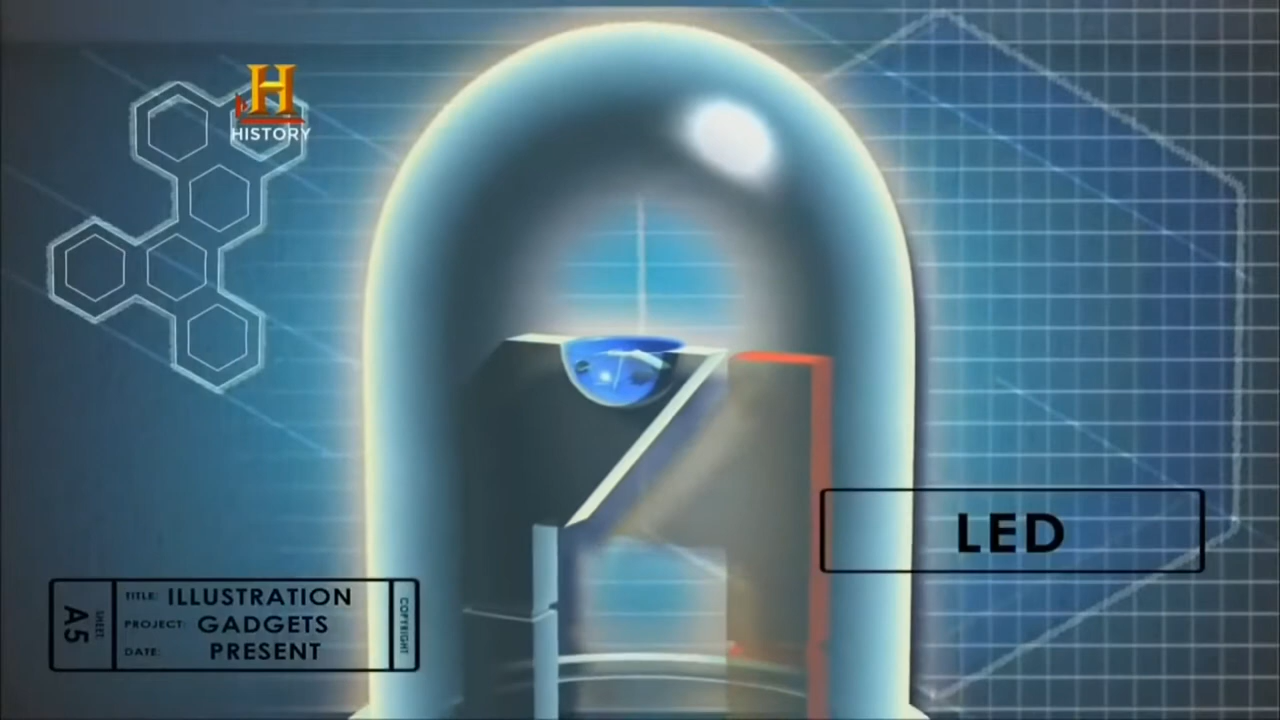 H
HISTORY
LED
A5
SHEET
TITLE: ILLUSTRATION
PROJECT: GADGETS
DATE: PRESENT
COPYRIGHT